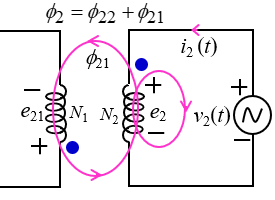 ϕ₂ = ϕ₂₂ + ϕ₂₁
i₂(t)
ϕ₂₁
− + +
e₂₁ N₁ N₂ e₂ v₂(t)
+ − −